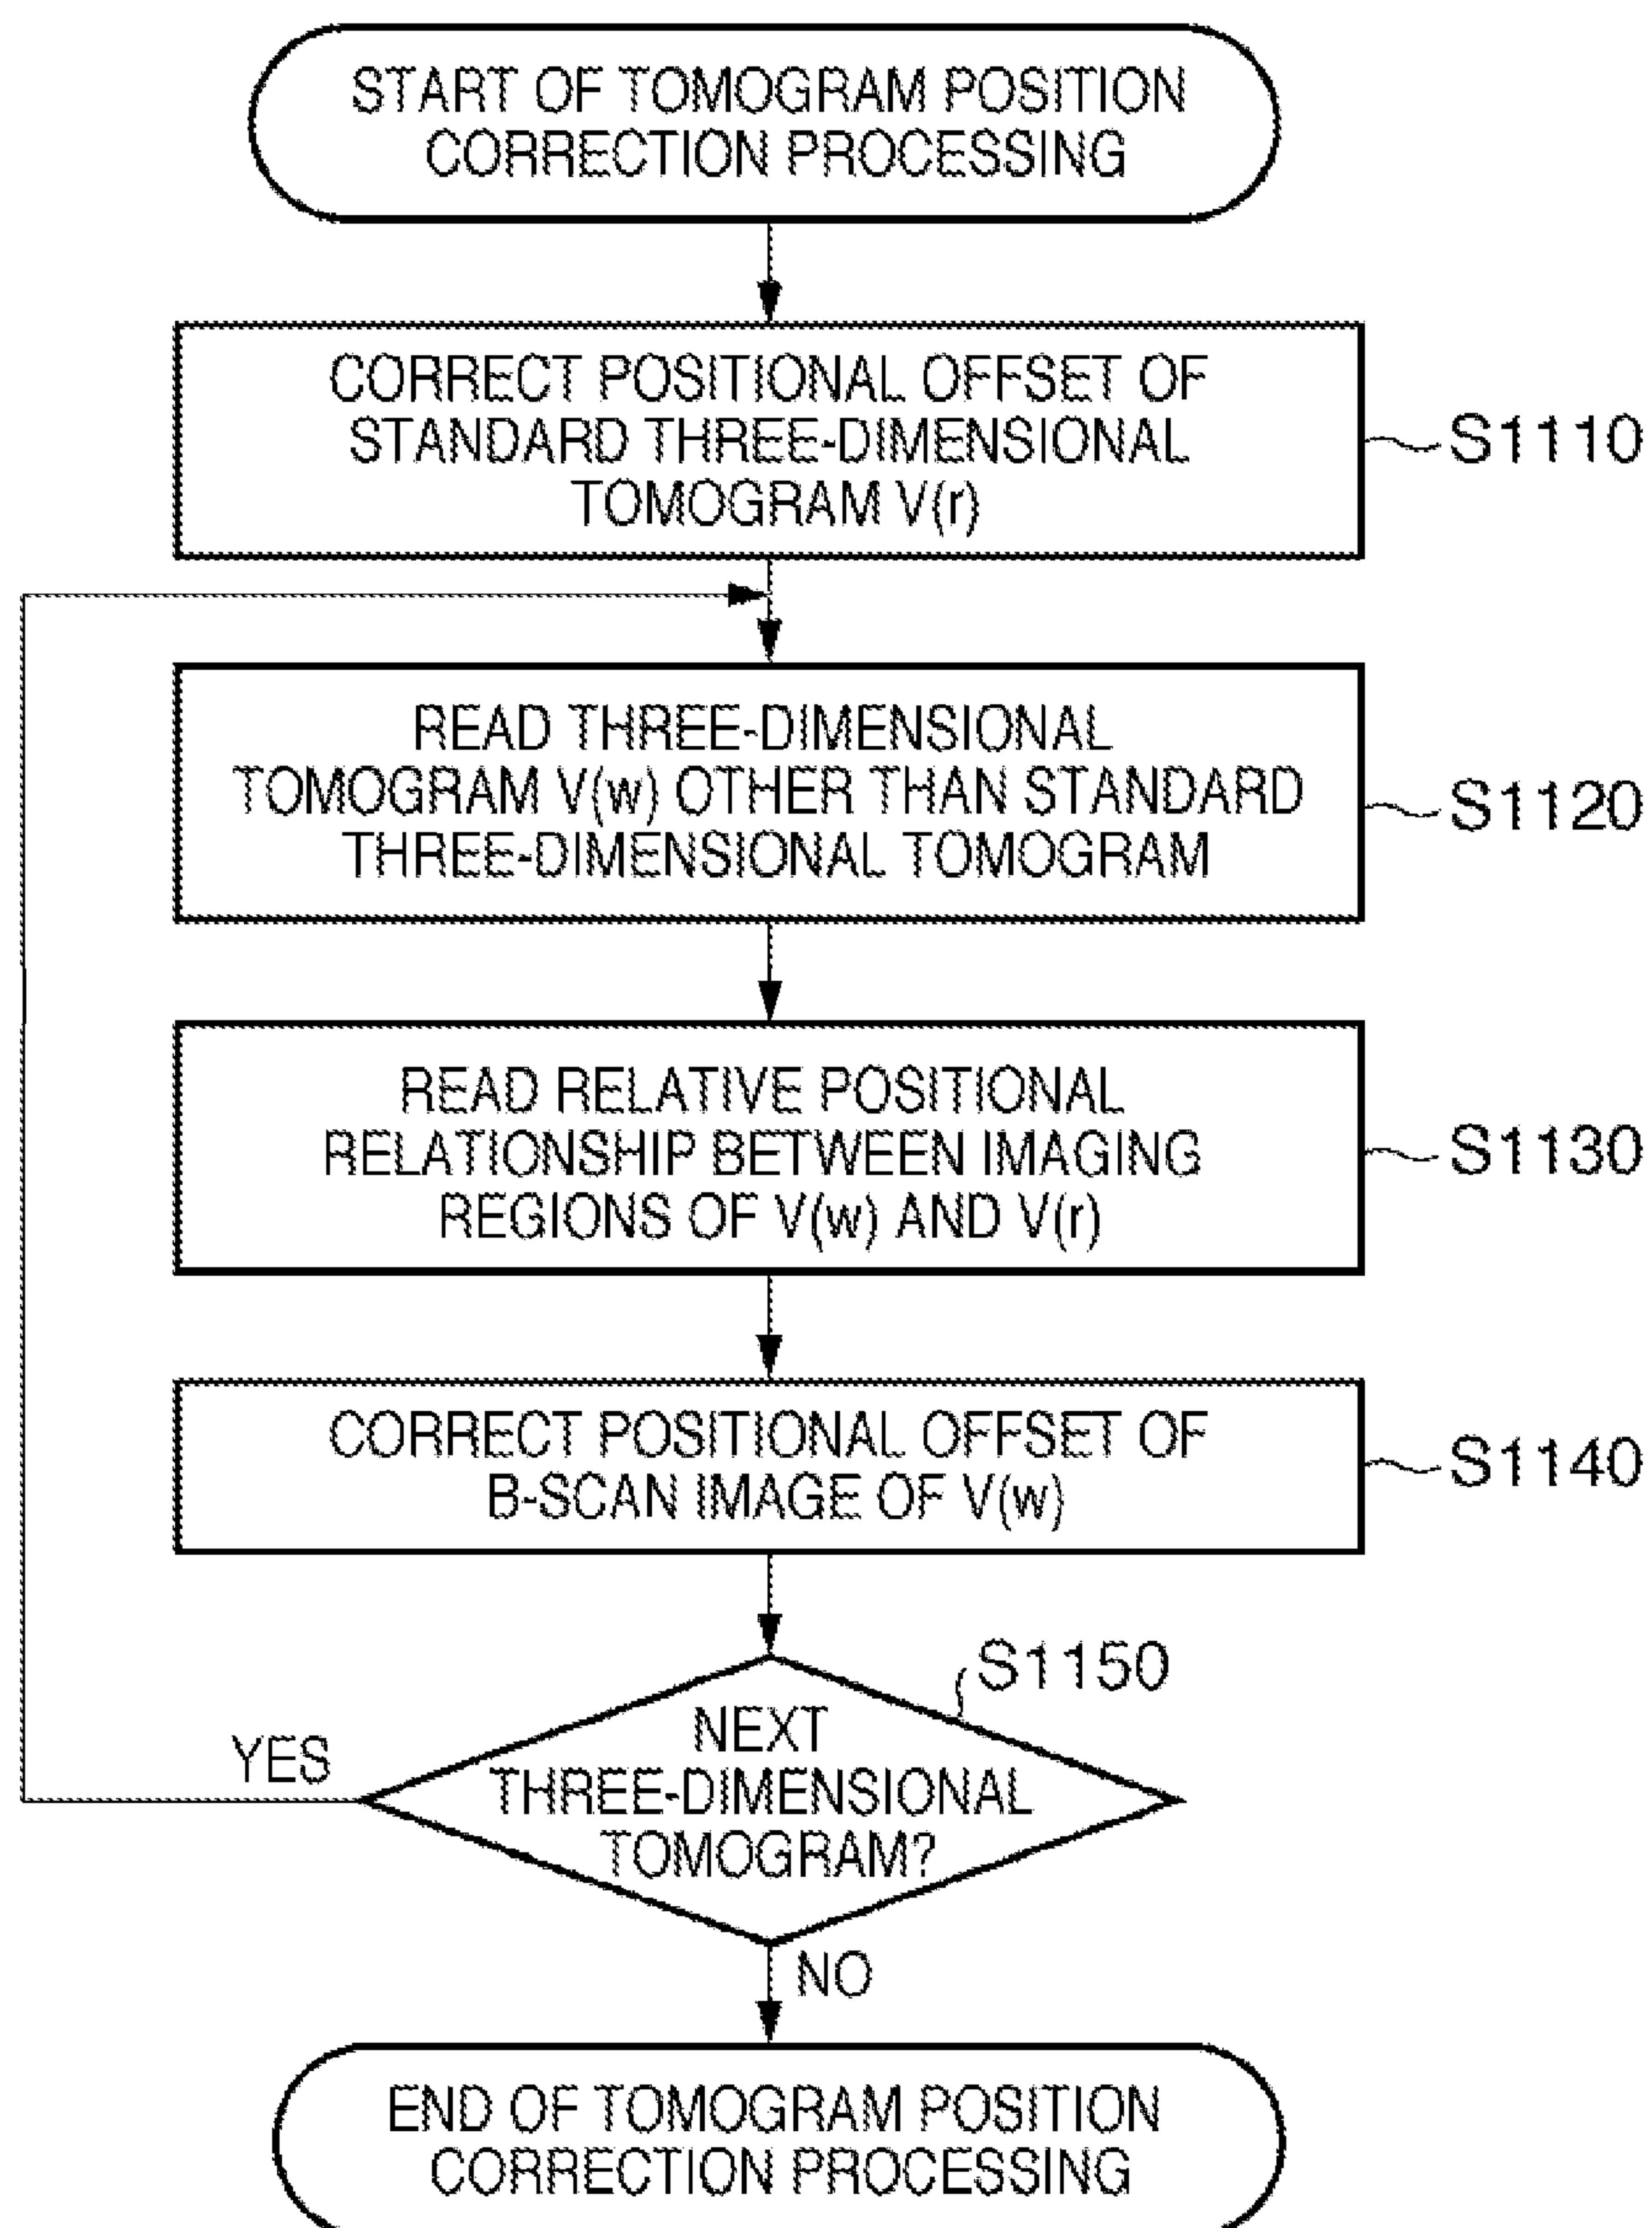 START OF TOMOGRAM POSITION
CORRECTION PROCESSING
CORRECT POSITIONAL OFFSET OF
STANDARD THREE-DIMENSIONAL
TOMOGRAM V(r)
S1110
READ THREE-DIMENSIONAL
TOMOGRAM V(w) OTHER THAN STANDARD
THREE-DIMENSIONAL TOMOGRAM
S1120
READ RELATIVE POSITIONAL
RELATIONSHIP BETWEEN IMAGING
REGIONS OF V(w) AND V(r)
S1130
CORRECT POSITIONAL OFFSET OF
B-SCAN IMAGE OF V(w)
S1140
S1150
NEXT
THREE-DIMENSIONAL
TOMOGRAM?
YES
NO
END OF TOMOGRAM POSITION
CORRECTION PROCESSING